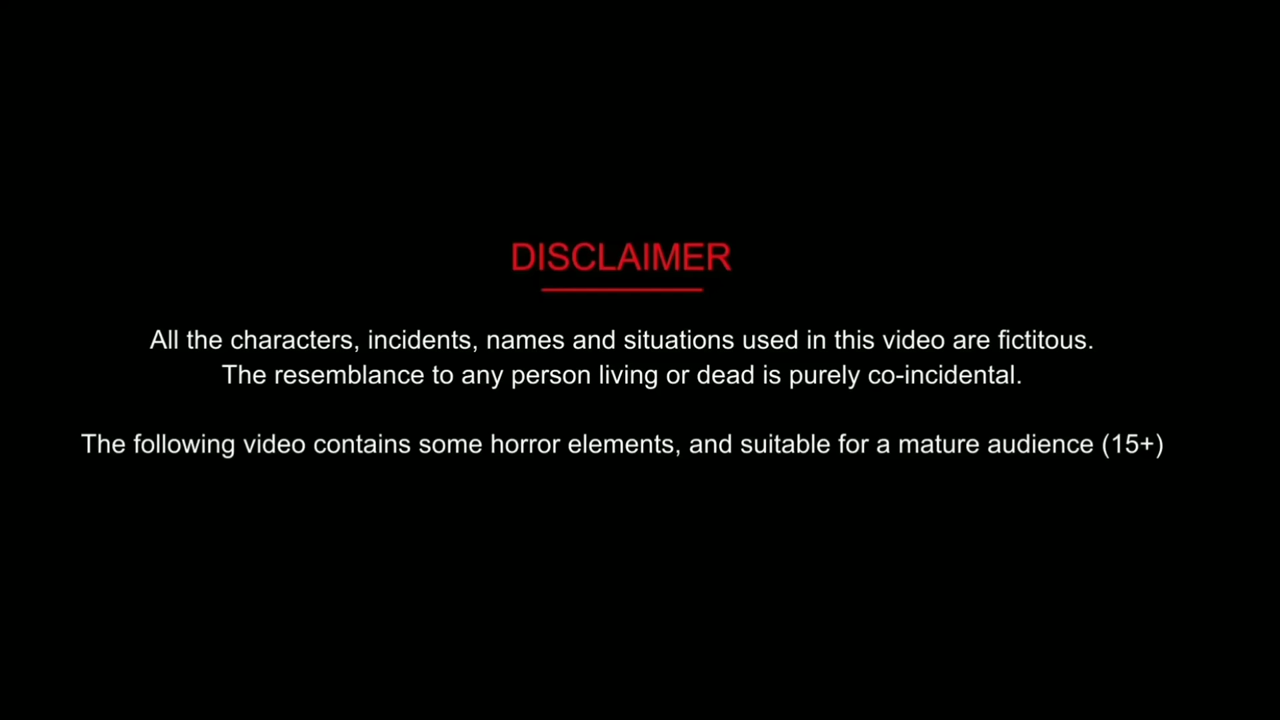 DISCLAIMER
All the characters, incidents, names and situations used in this video are fictitous.
The resemblance to any person living or dead is purely co-incidental.
The following video contains some horror elements, and suitable for a mature audience (15+)